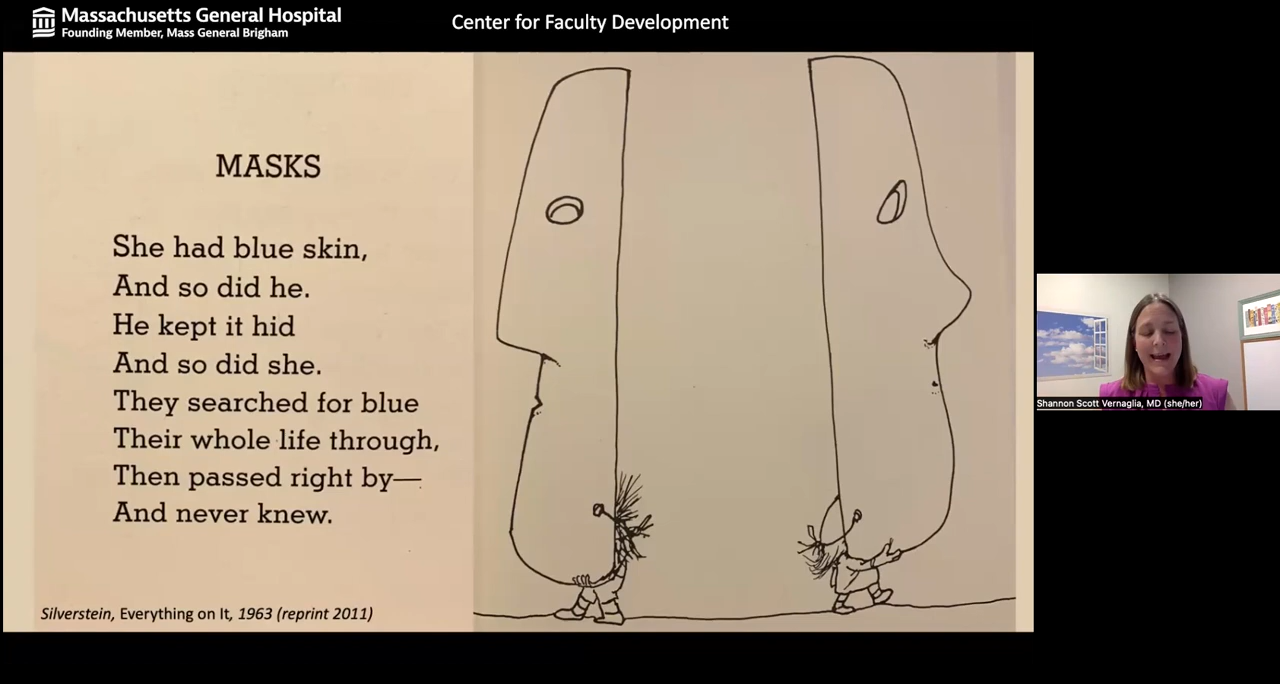 Massachusetts General Hospital
Founding Member, Mass General Brigham
Center for Faculty Development
MASKS
She had blue skin,
And so did he.
He kept it hid
And so did she.
They searched for blue
Their whole life through,
Then passed right by—
And never knew.
Silverstein, Everything on It, 1963 (reprint 2011)
Shannon Scott Vernaglia, MD (she/her)